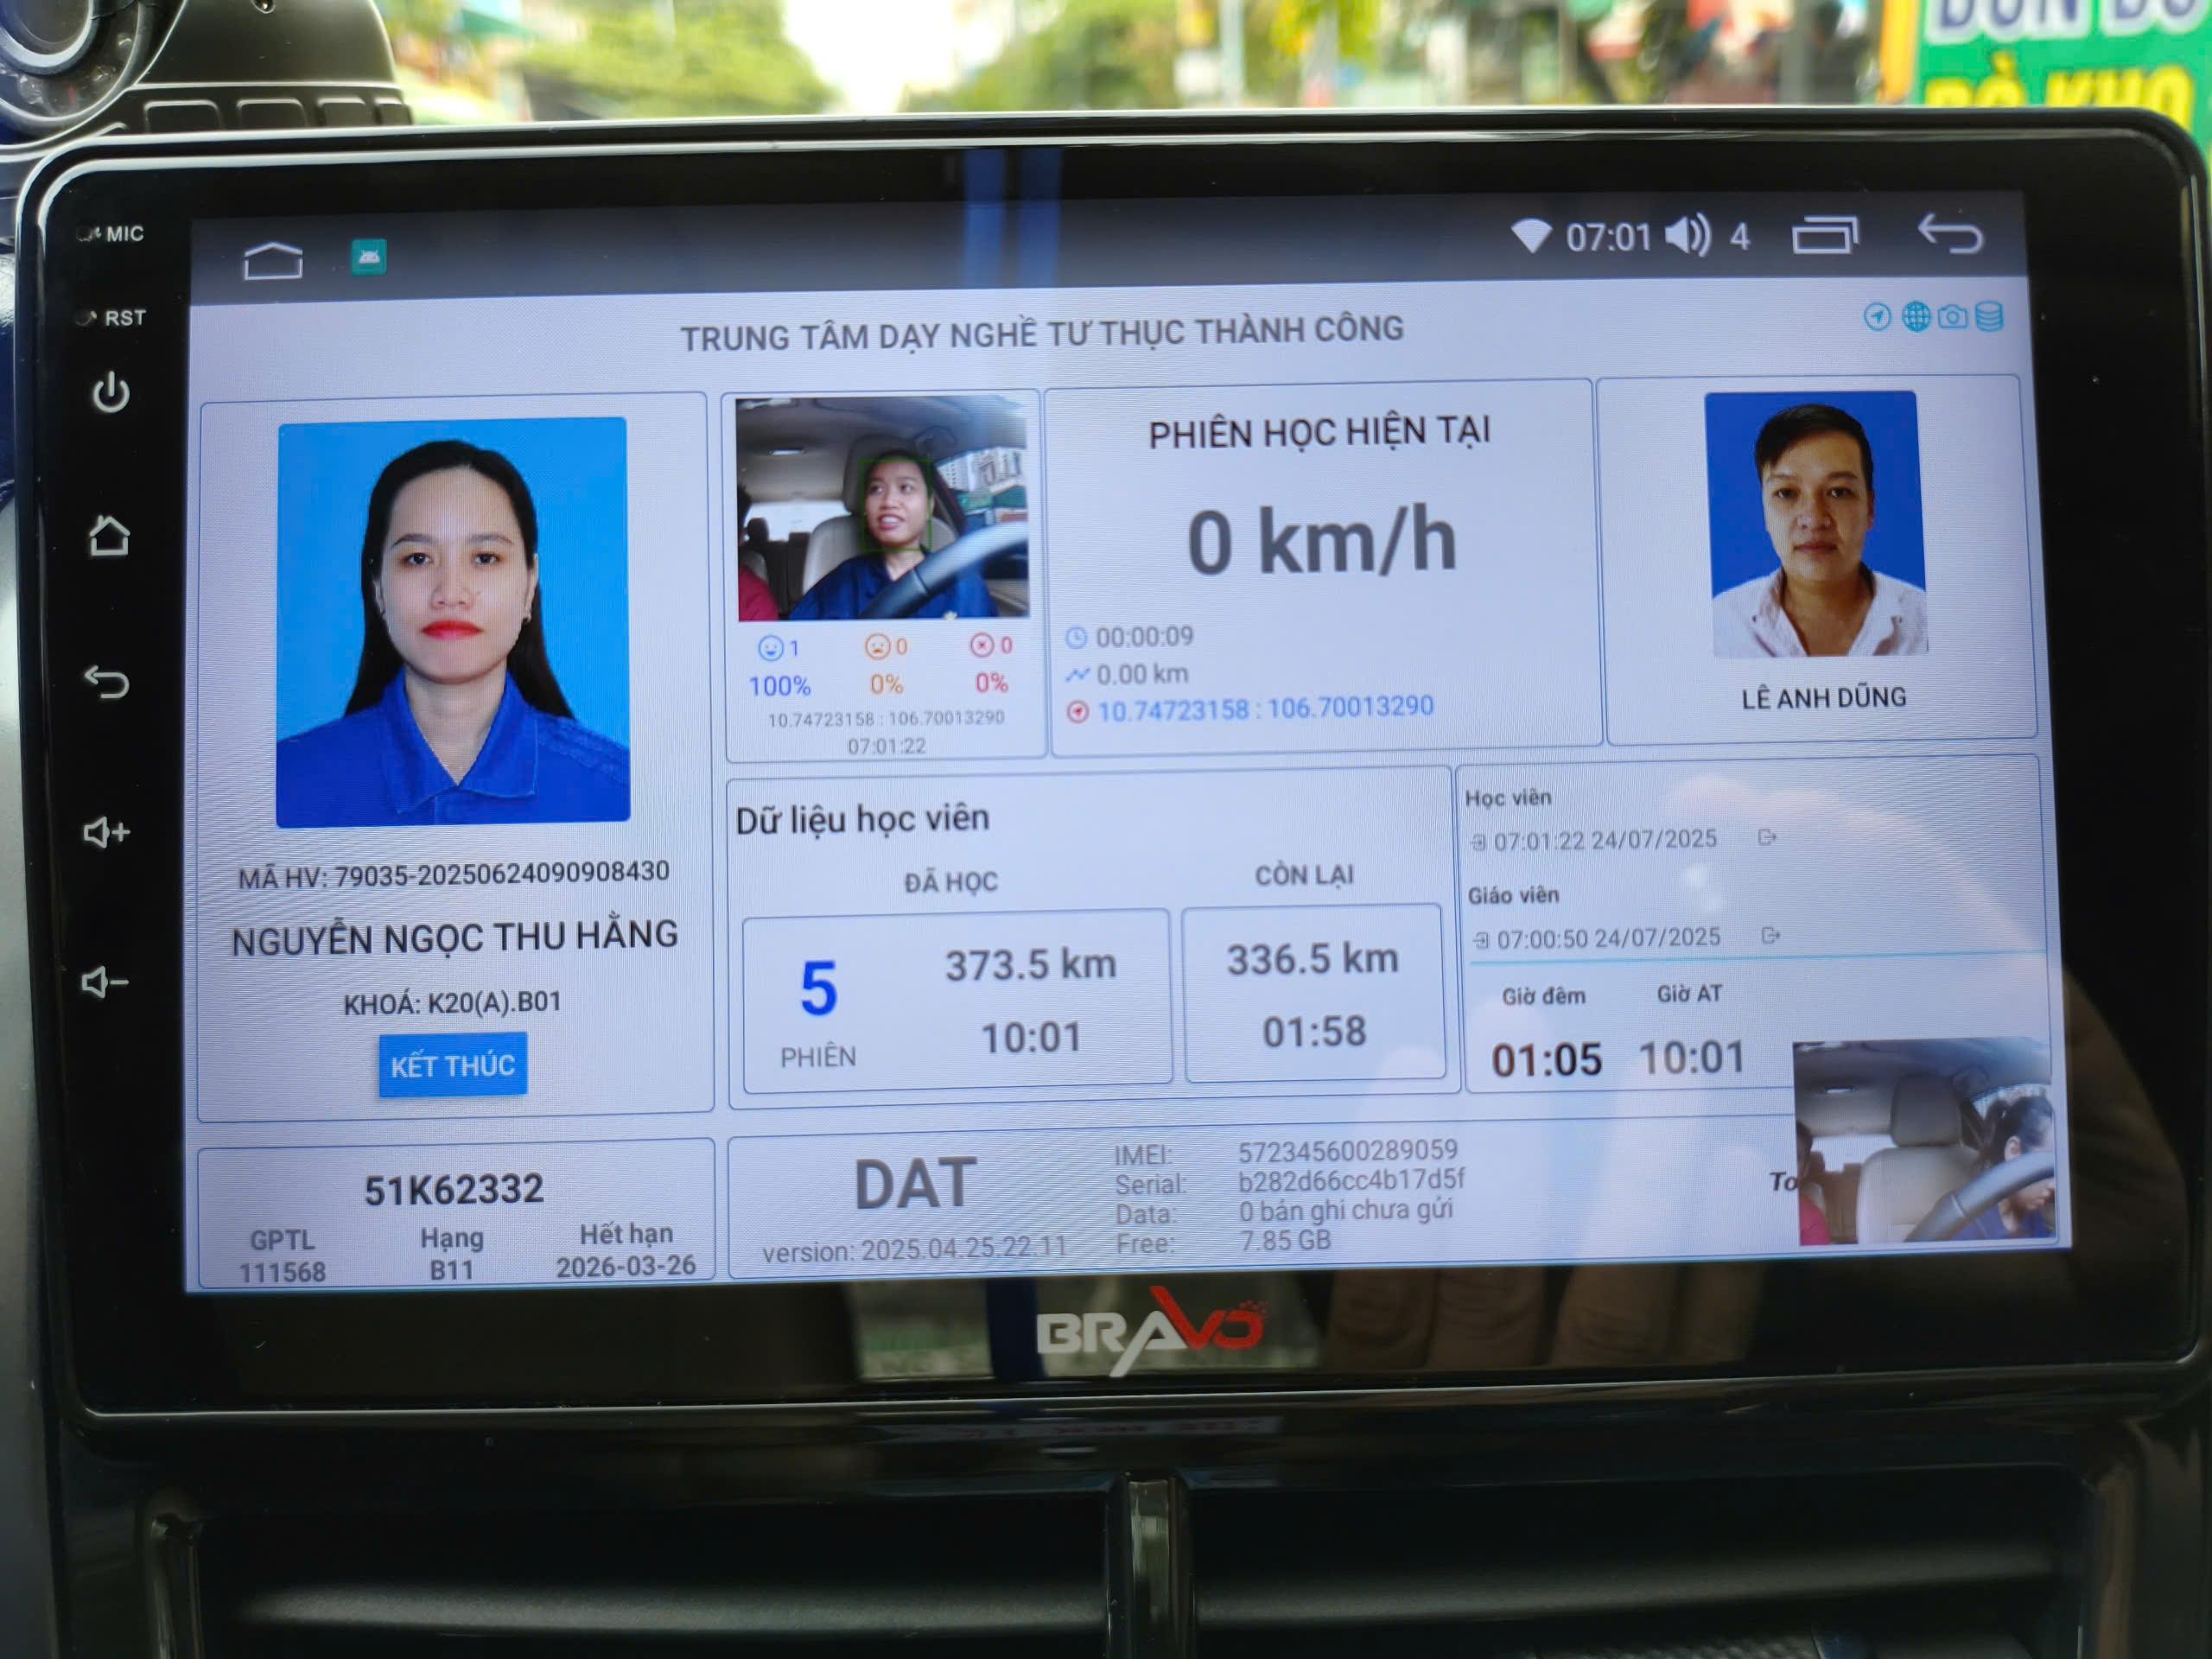 MIC
RST
07:01
4
TRUNG TÂM DẠY NGHỀ TƯ THỤC THÀNH CÔNG
MÃ HV: 79035-20250624090908430
NGUYỄN NGỌC THU HẰNG
KHOÁ: K20(A).B01
KẾT THÚC
1 0 0
100% 0% 0%
10.74723158 : 106.70013290
07:01:22
PHIÊN HỌC HIỆN TẠI
0 km/h
00:00:09
0.00 km
10.74723158 : 106.70013290
LÊ ANH DŨNG
Dữ liệu học viên
ĐÃ HỌC
CÒN LẠI
5
PHIÊN
373.5 km
10:01
336.5 km
01:58
Học viên
07:01:22 24/07/2025
Giáo viên
07:00:50 24/07/2025
Giờ đêm Giờ AT
01:05 10:01
51K62332
GPTL Hạng Hết hạn
111568 B11 2026-03-26
DAT
version: 2025.04.25.22.11
IMEI: 572345600289059
Serial: b282d66cc4b17d5f
Data: 0 bản ghi chưa gửi
Free: 7.85 GB
BRAVO